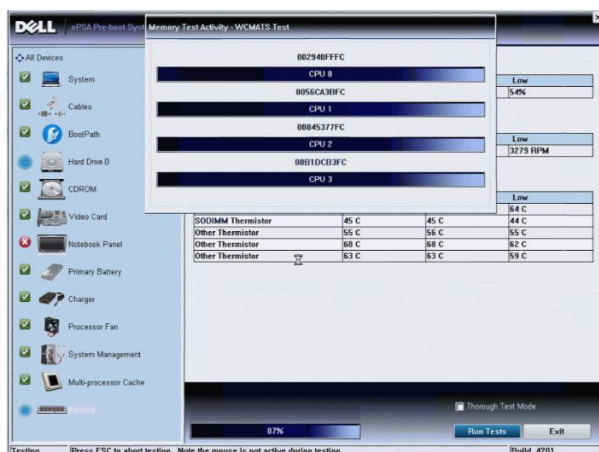 DELL
ePSA Pre-boot Syst
Memory Test Activity - WCMATS Test
002940FFFC
CPU 0
0056CA3BFC
CPU 1
00845377FC
CPU 2
00B1DCB3FC
CPU 3
All Devices
System
Cables
BootPath
Hard Drive 0
CDROM
Video Card
Notebook Panel
Primary Battery
Charger
Processor Fan
System Management
Multi-processor Cache
Memory
Low
54%
Low
3279 RPM
Low
64 C
SODIMM Thermistor 45 C 45 C 44 C
Other Thermistor 55 C 56 C 55 C
Other Thermistor 68 C 68 C 62 C
Other Thermistor 63 C 63 C 59 C
Thorough Test Mode
87%
Run Tests
Exit
Testing Press ESC to abort testing. Note the mouse is not active during testing. Build 4201